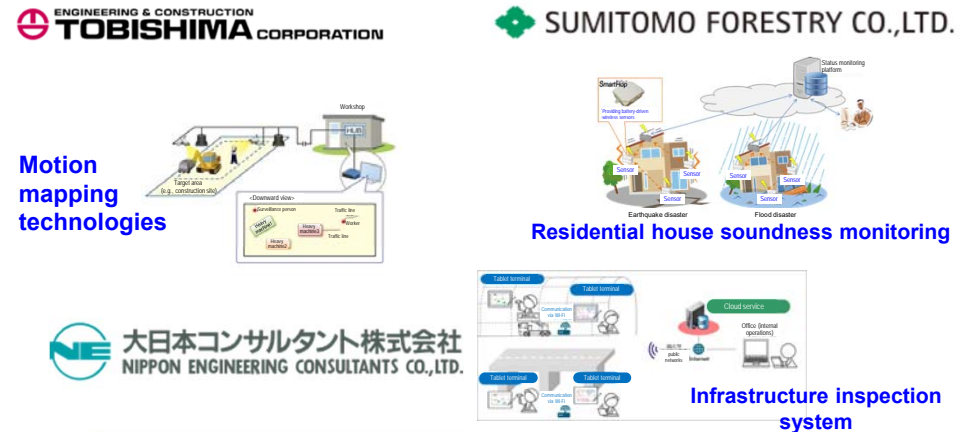 ENGINEERING & CONSTRUCTION
TOBISHIMA CORPORATION
SUMITOMO FORESTRY CO.,LTD.
Motion
mapping
technologies
Workshop
HUB
Target area
(e.g., construction site)
<Downward view>
Surveillance person
Traffic line
Worker
Heavy
machine1
Heavy
machine3
Traffic line
Heavy
machine2
Status monitoring
platform
SmartHop
Providing battery-driven
wireless sensors
Sensor
Sensor
Sensor
Sensor
Sensor
Sensor
Earthquake disaster
Flood disaster
Residential house soundness monitoring
NE
大日本コンサルタント株式会社
NIPPON ENGINEERING CONSULTANTS CO.,LTD.
Tablet terminal
Tablet terminal
Communication
via Wi-Fi
Tablet terminal
Tablet terminal
Communication
via Wi-Fi
Cloud service
Office (internal
operations)
public
networks
Internet
Infrastructure inspection
system